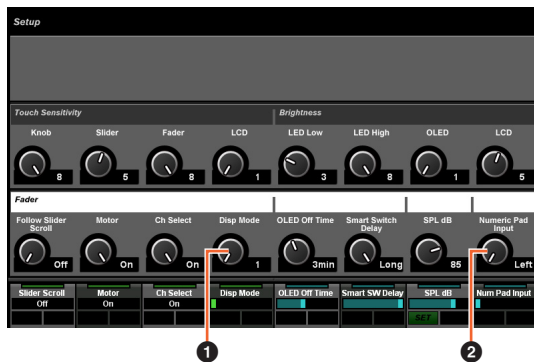 Setup
Touch Sensitivity Brightness
Knob Slider Fader LCD LED Low LED High OLED LCD
8 5 8 1 3 8 1 5
Fader
Follow Slider Scroll Motor Ch Select Disp Mode OLED Off Time Smart Switch Delay SPL dB Numeric Pad Input
Off On On 1 3min Long 85 Left
Slider Scroll Motor Ch Select Disp Mode OLED Off Time Smart SW Delay SPL dB Num Pad Input
Off On On
SET
1 2